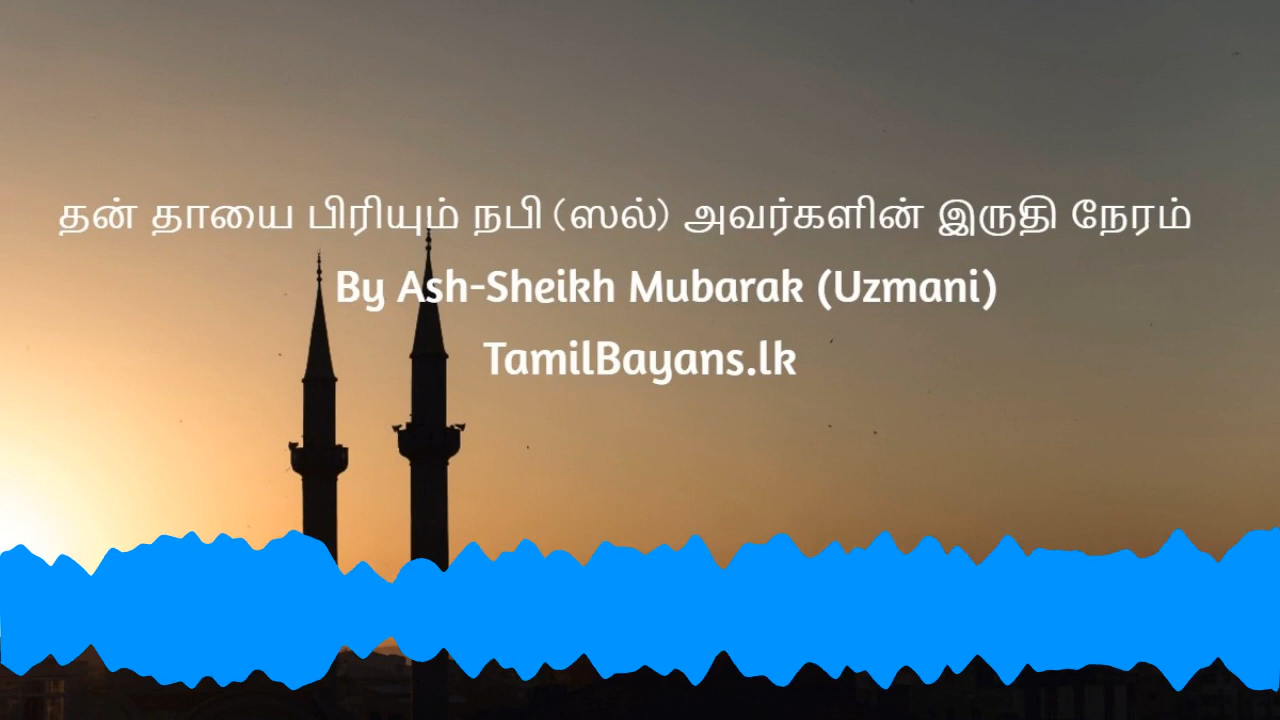 தன் தாயை பிரியும் நபி (ஸல்) அவர்களின் இருதி நேரம்
By Ash-Sheikh Mubarak (Uzmani)
TamilBayans.lk